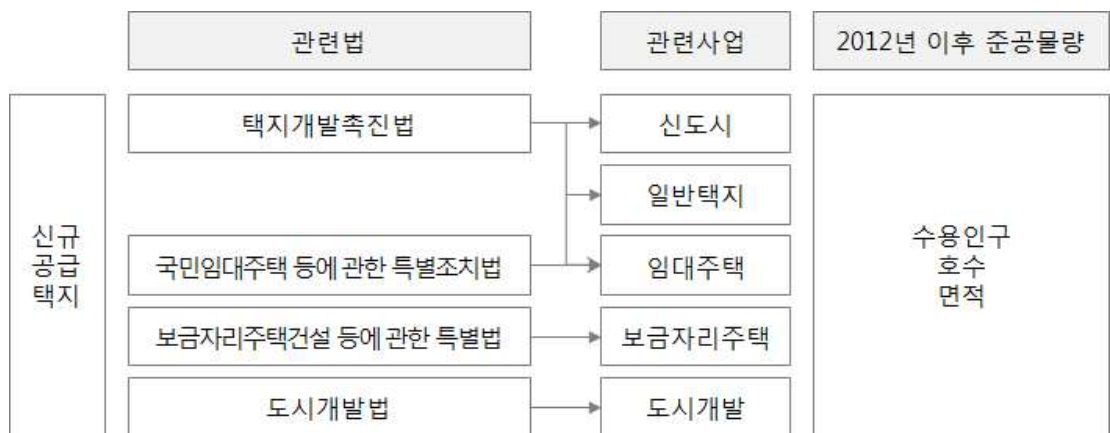 관련법
관련사업
2012년 이후 준공물량
신규
공급
택지
택지개발촉진법
국민임대주택 등에 관한 특별조치법
보금자리주택건설 등에 관한 특별법
도시개발법
신도시
일반택지
임대주택
보금자리주택
도시개발
수용인구
호수
면적